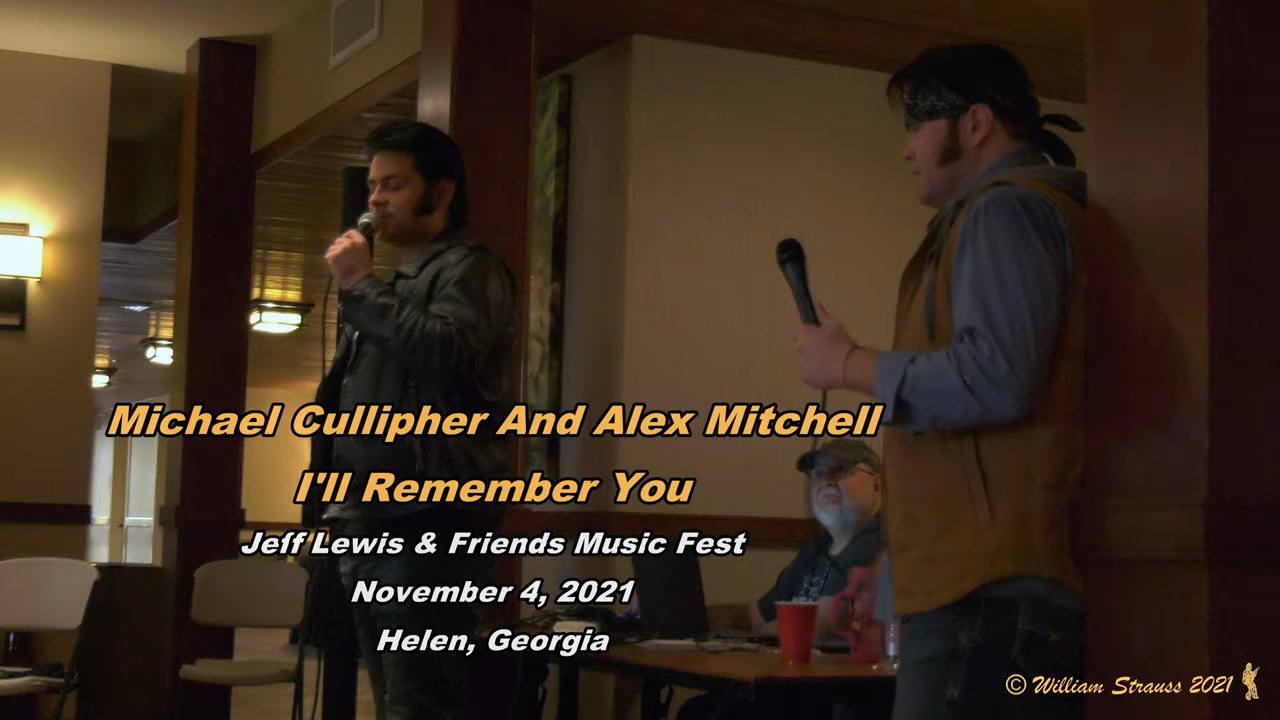 Michael Cullipher And Alex Mitchell
I'll Remember You
Jeff Lewis & Friends Music Fest
November 4, 2021
Helen, Georgia
© William Strauss 2021